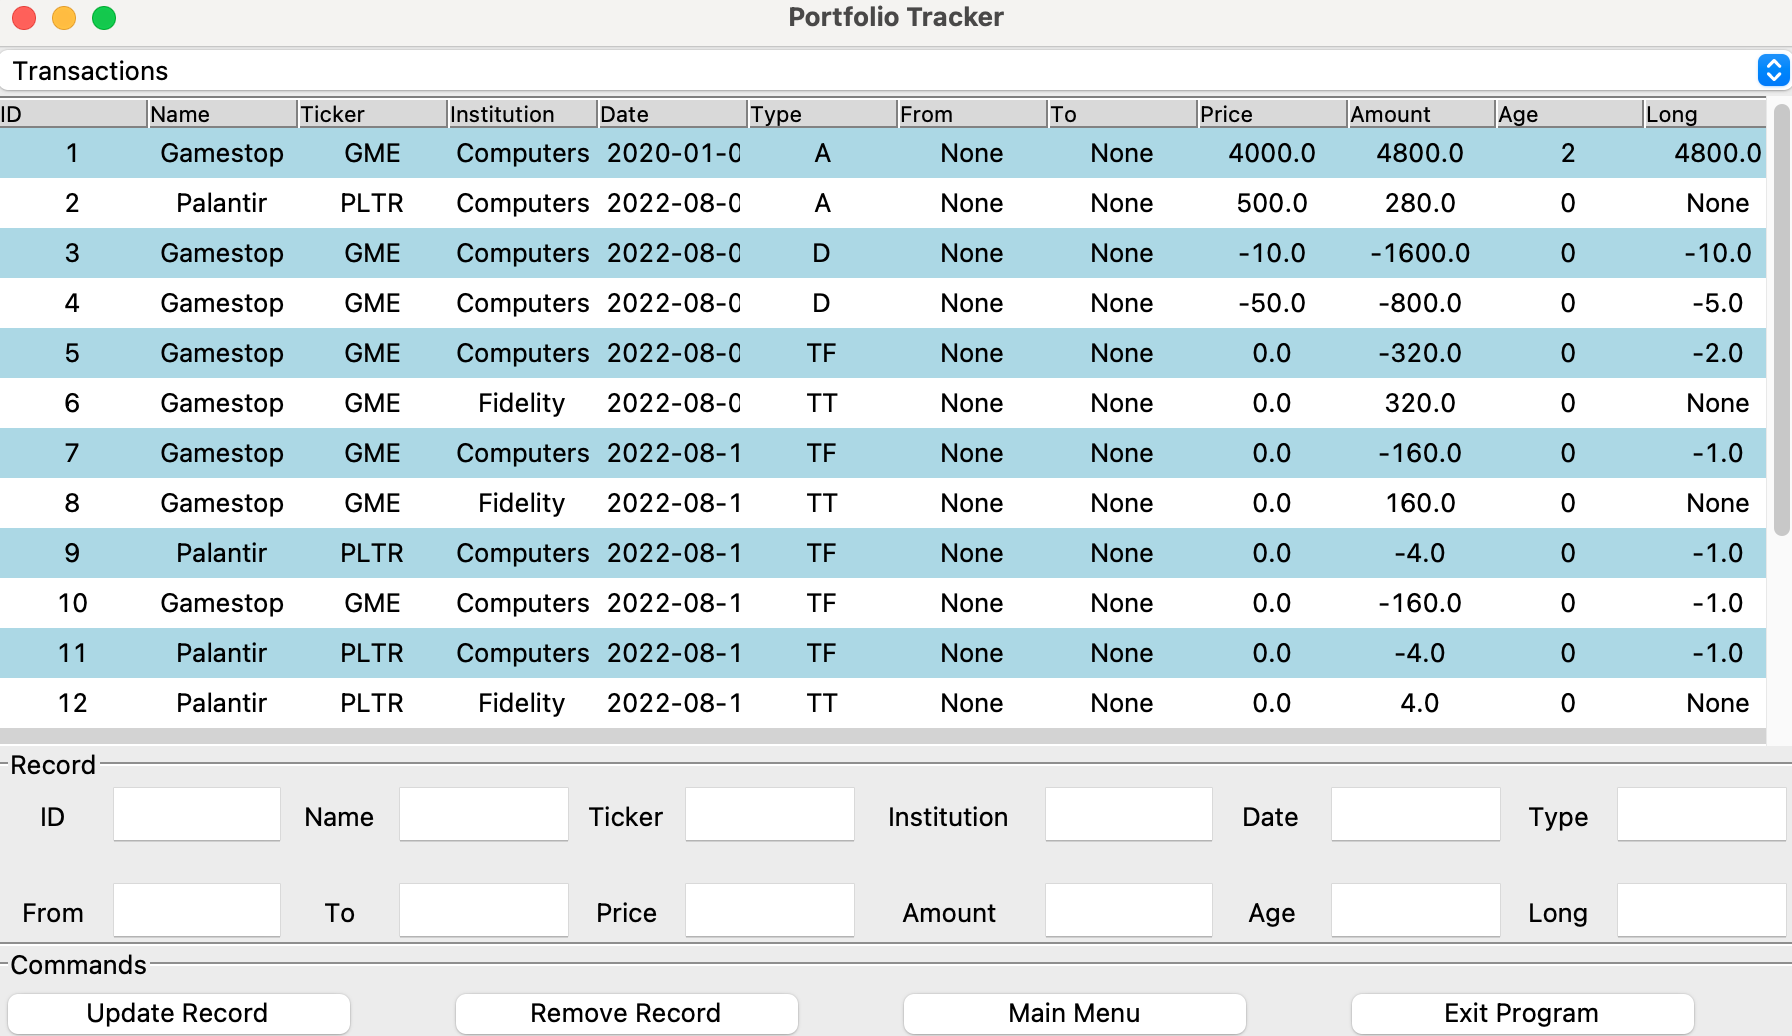 Portfolio Tracker
Transactions
ID Name Ticker Institution Date Type From To Price Amount Age Long
1 Gamestop GME Computers 2020-01-0 A None None 4000.0 4800.0 2 4800.0
2 Palantir PLTR Computers 2022-08-0 A None None 500.0 280.0 0 None
3 Gamestop GME Computers 2022-08-0 D None None -10.0 -1600.0 0 -10.0
4 Gamestop GME Computers 2022-08-0 D None None -50.0 -800.0 0 -5.0
5 Gamestop GME Computers 2022-08-0 TF None None 0.0 -320.0 0 -2.0
6 Gamestop GME Fidelity 2022-08-0 TT None None 0.0 320.0 0 None
7 Gamestop GME Computers 2022-08-1 TF None None 0.0 -160.0 0 -1.0
8 Gamestop GME Fidelity 2022-08-1 TT None None 0.0 160.0 0 None
9 Palantir PLTR Computers 2022-08-1 TF None None 0.0 -4.0 0 -1.0
10 Gamestop GME Computers 2022-08-1 TF None None 0.0 -160.0 0 -1.0
11 Palantir PLTR Computers 2022-08-1 TF None None 0.0 -4.0 0 -1.0
12 Palantir PLTR Fidelity 2022-08-1 TT None None 0.0 4.0 0 None
Record
ID Name Ticker Institution Date Type
From To Price Amount Age Long
Commands
Update Record Remove Record Main Menu Exit Program